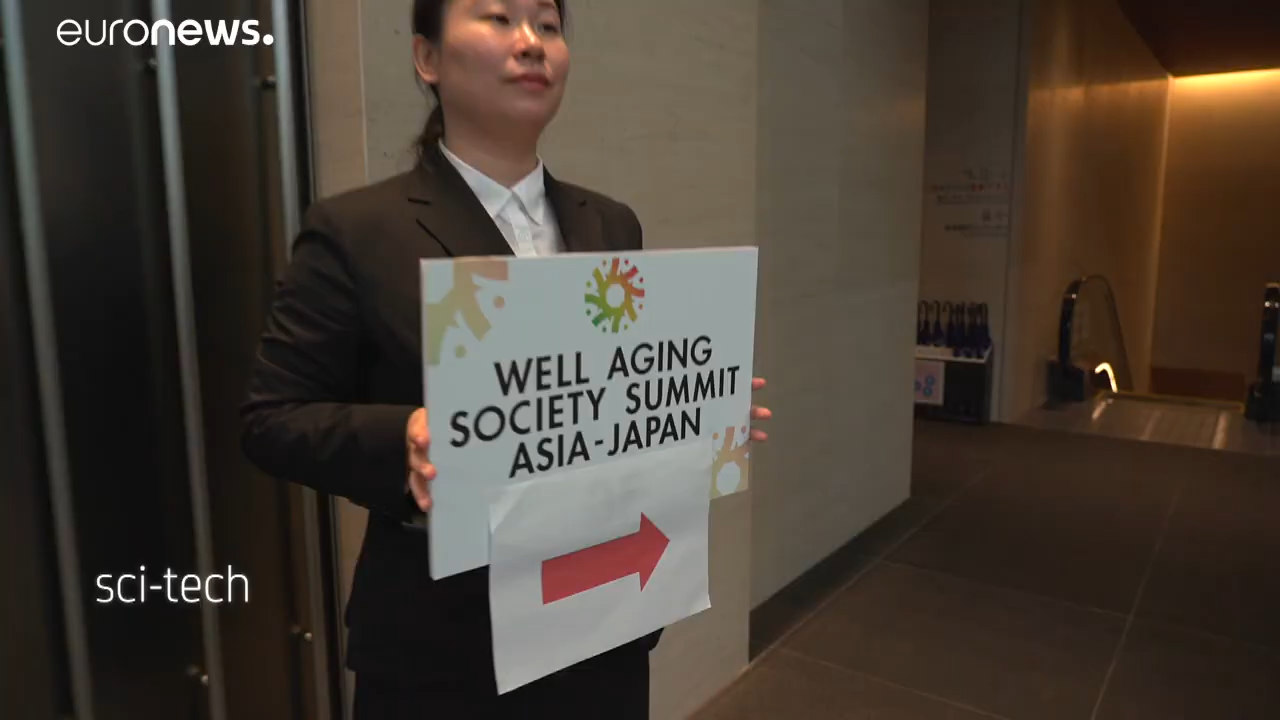 euronews.
WELL AGING
SOCIETY SUMMIT
ASIA-JAPAN
sci-tech